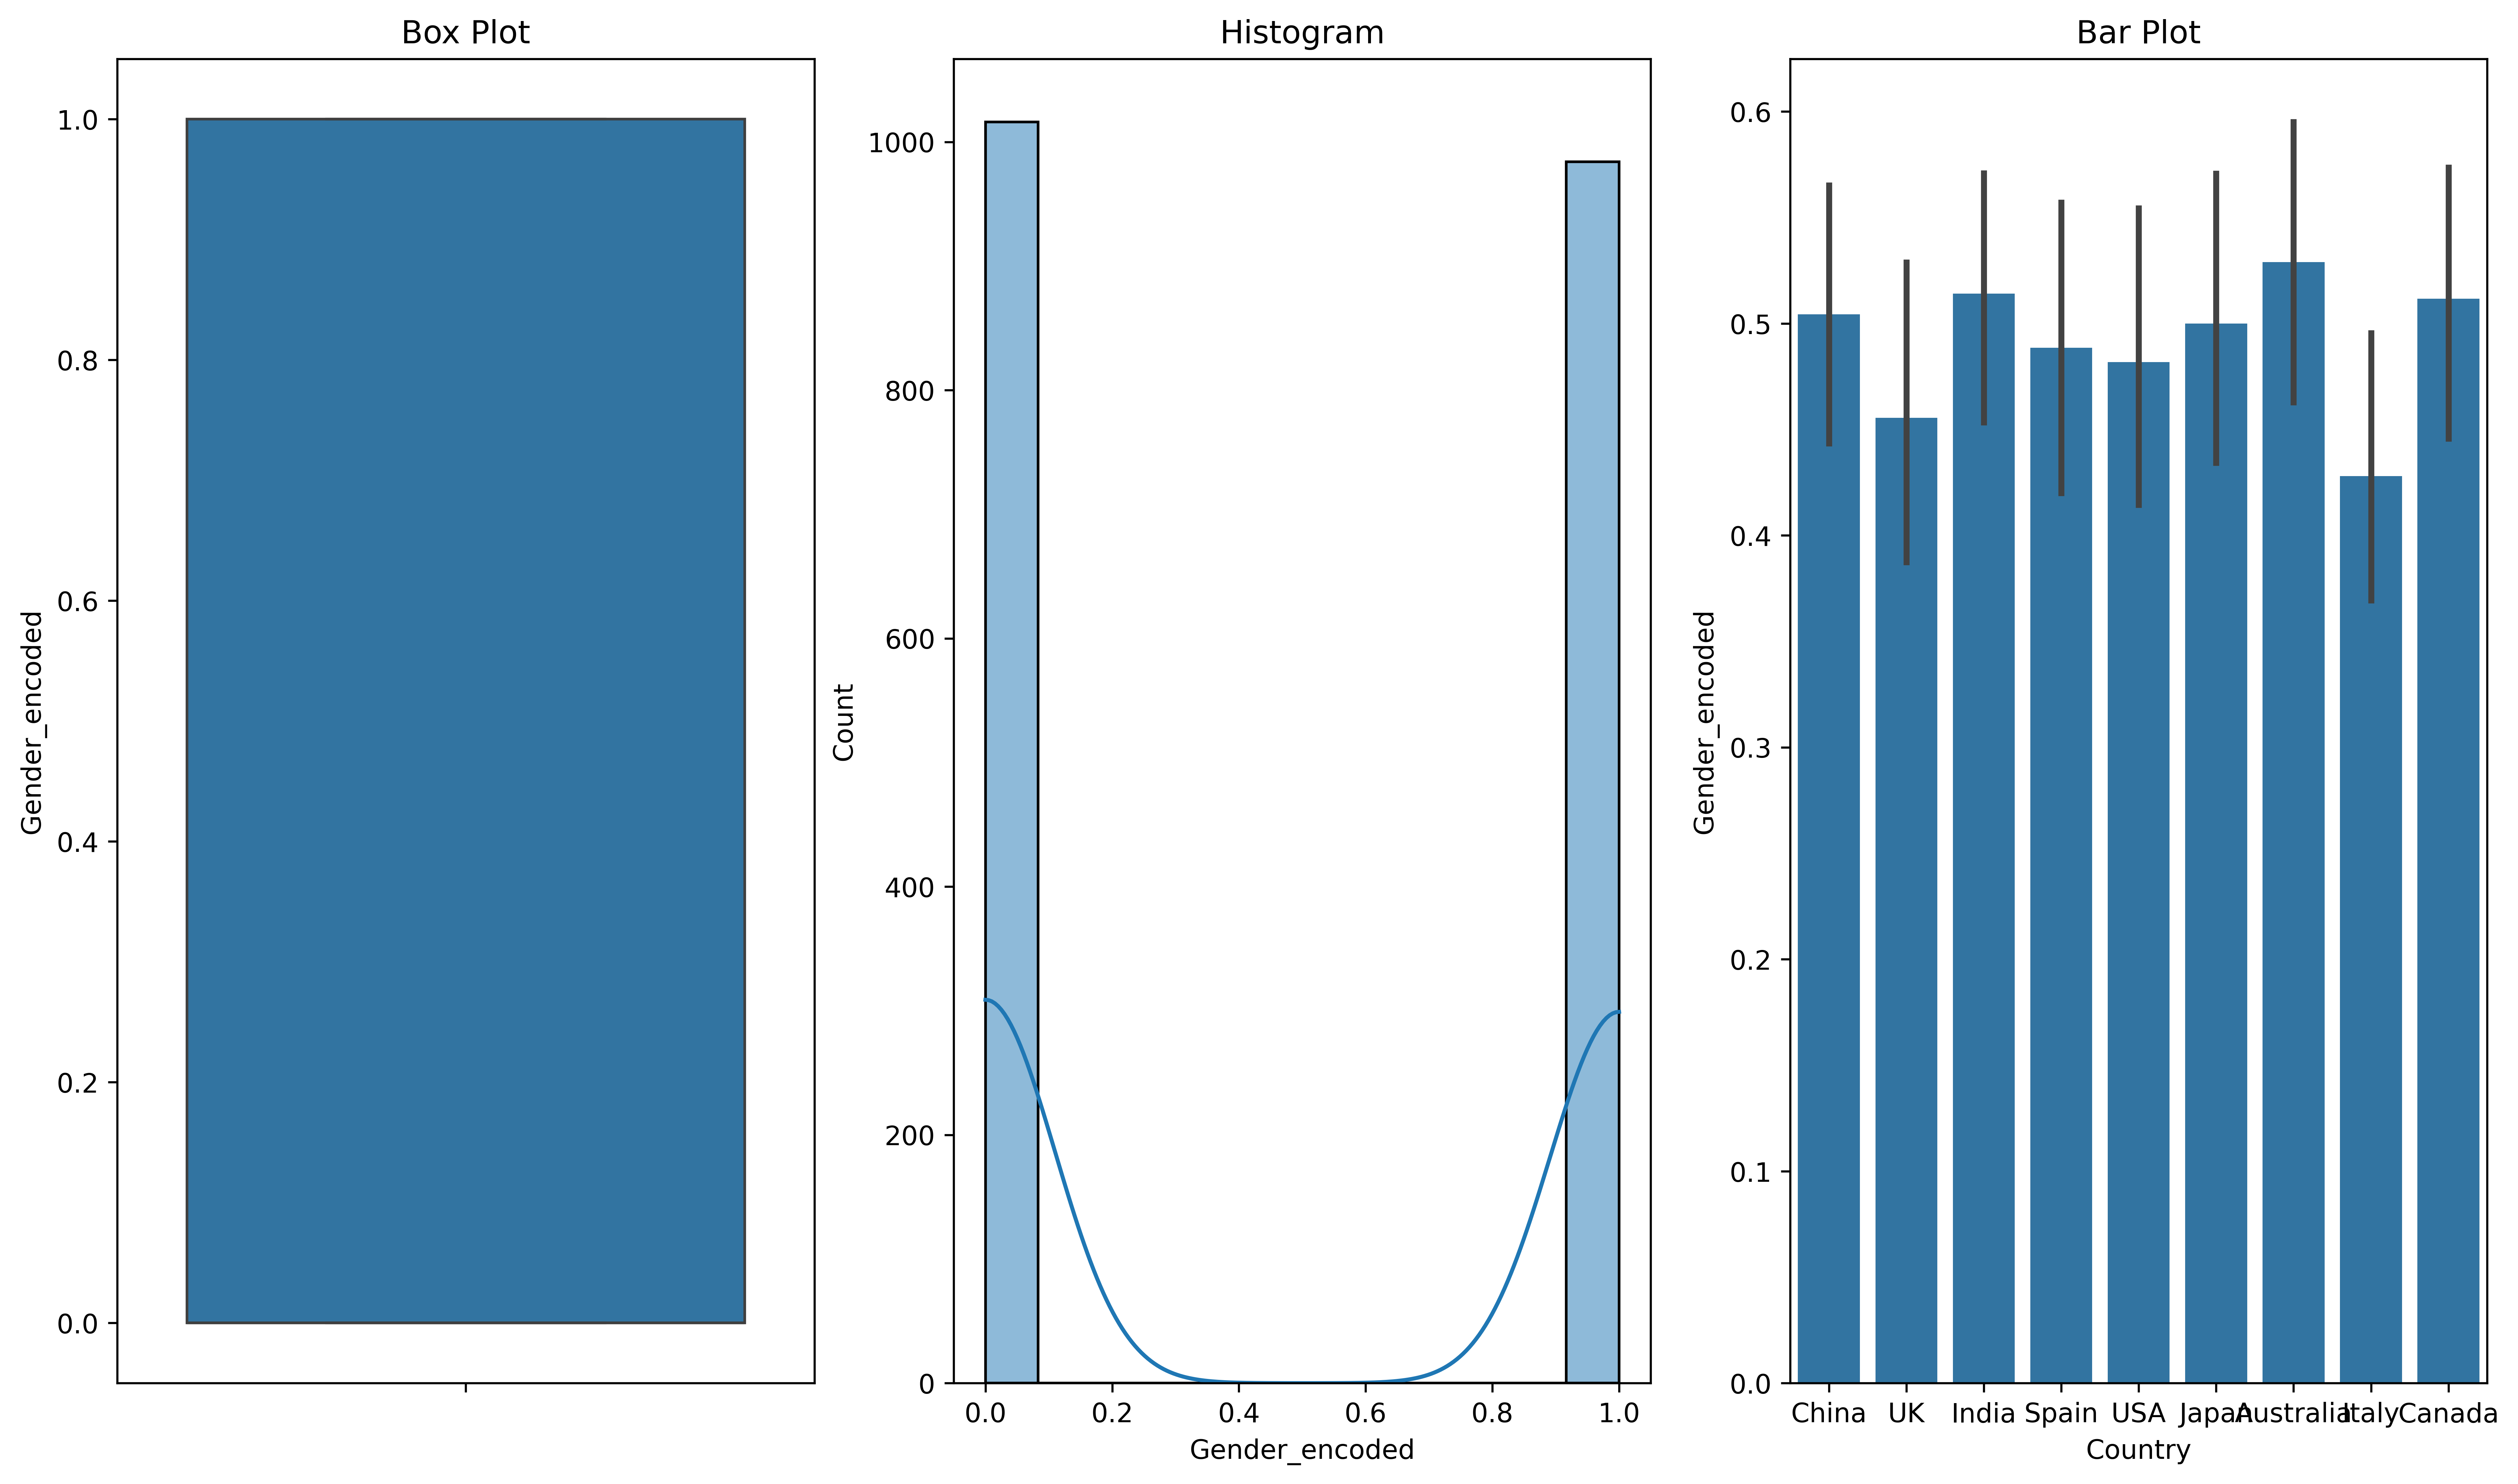 Box Plot
Gender_encoded
1.0
0.8
0.6
0.4
0.2
0.0
Histogram
Count
1000
800
600
400
200
0
0.0 0.2 0.4 0.6 0.8 1.0
Gender_encoded
Bar Plot
Gender_encoded
0.6
0.5
0.4
0.3
0.2
0.1
0.0
China UK India Spain USA Japan Australia Italy Canada
Country